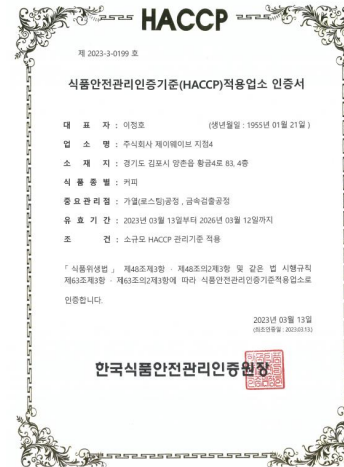 HACCP
제 2023-3-0199 호
식품안전관리인증기준(HACCP)적용업소 인증서
대 표 자 : 이정호 (생년월일 : 1955년 01월 21일 )
업 소 명 : 주식회사 제이웨이브 지점4
소 재 지 : 경기도 김포시 양촌읍 황금4로 83, 4층
식 품 종 별 : 커피
중 요 관 리 점 : 가열(로스팅)공정 , 금속검출공정
유 효 기 간 : 2023년 03월 13일부터 2026년 03월 12일까지
조 건 : 소규모 HACCP 관리기준 적용
「 식품위생법 」 제48조제3항 · 제48조의2제3항 및 같은 법 시행규칙
제63조제3항 · 제63조의2제3항에 따라 식품안전관리인증기준적용업소로
인증합니다.
2023년 03월 13일
(최초인증일 : 2023.03.13.)
한국식품안전관리인증원장